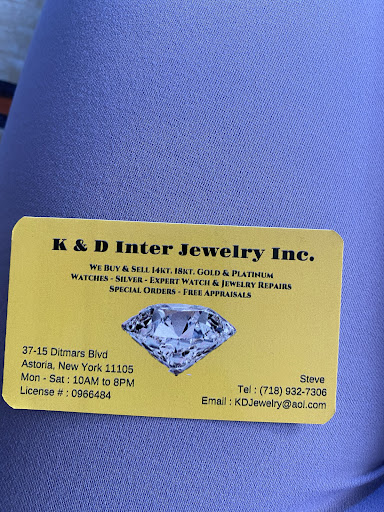 K & D Inter Jewelry Inc.
We Buy & Sell 14kt. 18kt. Gold & Platinum
Watches - Silver - Expert Watch & Jewelry Repairs
Special Orders - Free Appraisals
37-15 Ditmars Blvd
Astoria, New York 11105
Mon - Sat : 10AM to 8PM
License # : 0966484
Steve
Tel : (718) 932-7306
Email : KDJewelry@aol.com